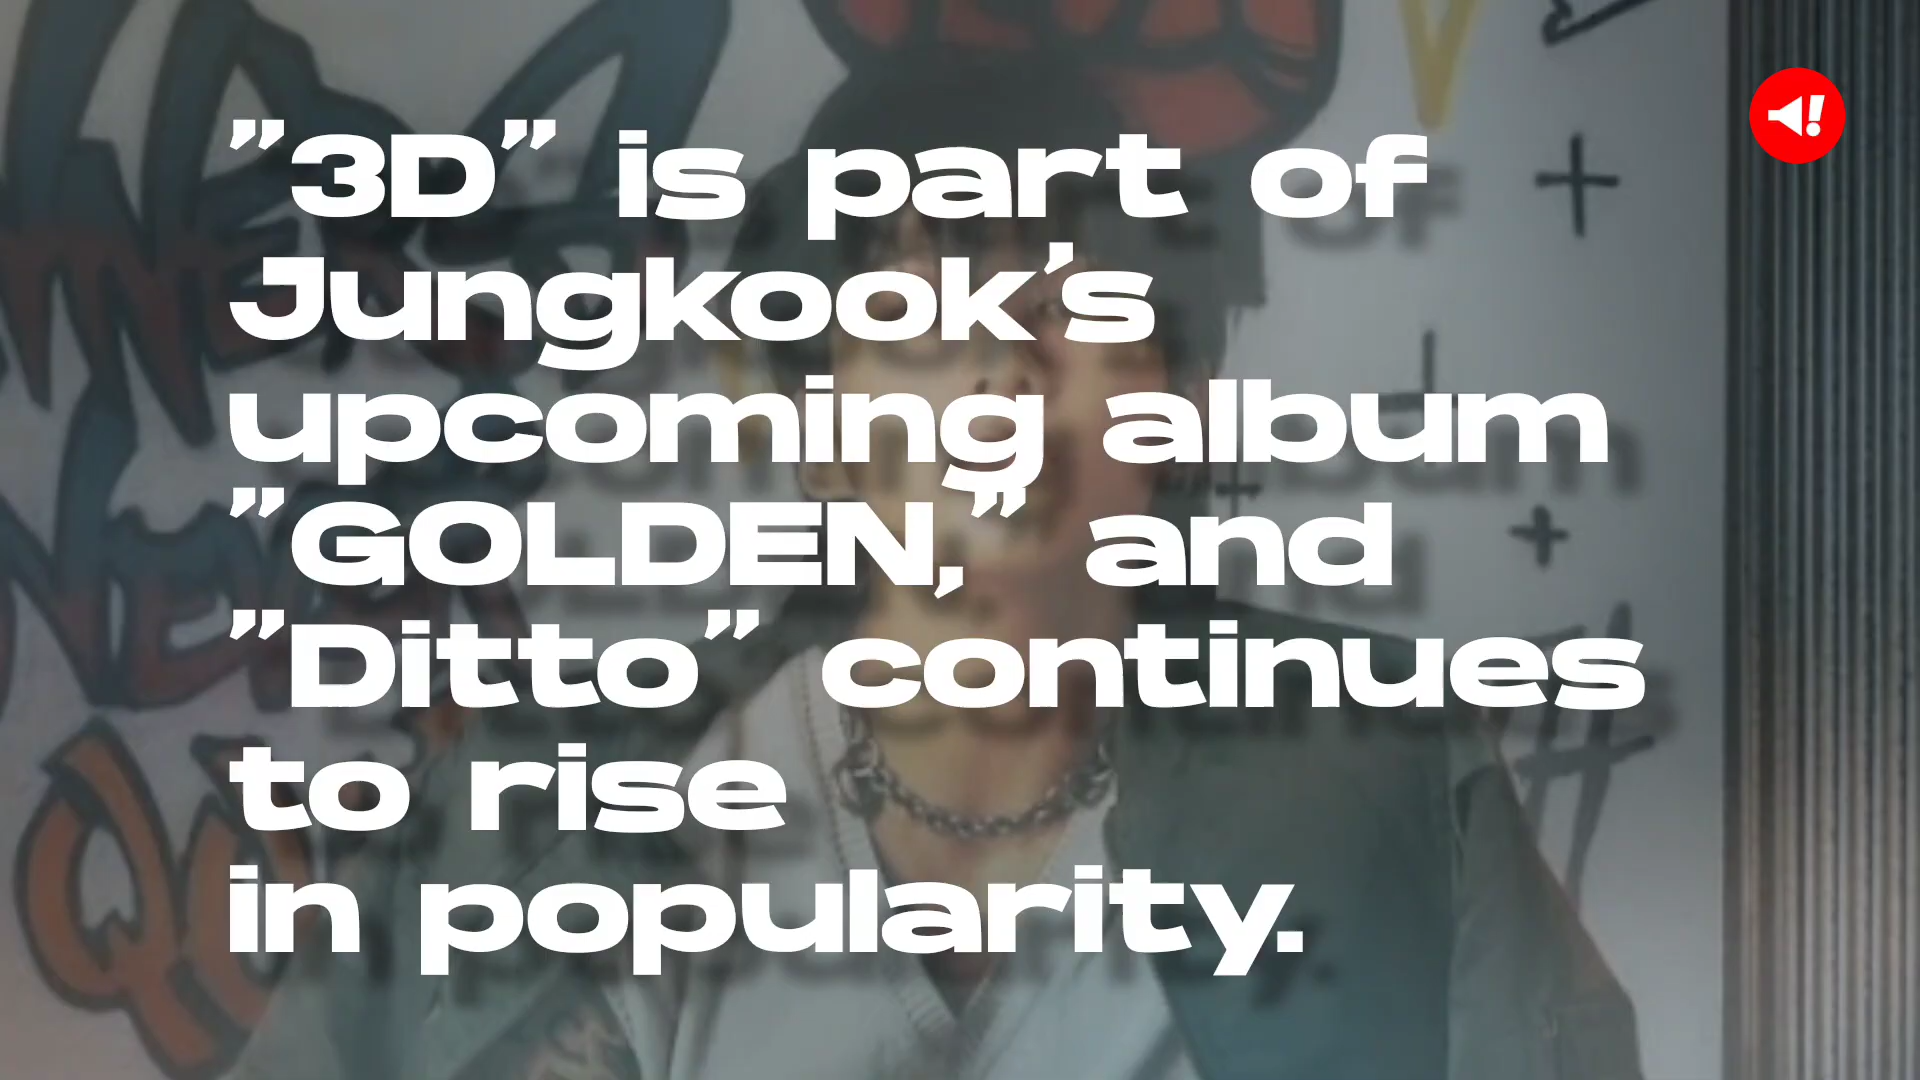 "3D" is part of
Jungkook's
upcoming album
"GOLDEN," and
"Ditto" continues
to rise
in popularity.